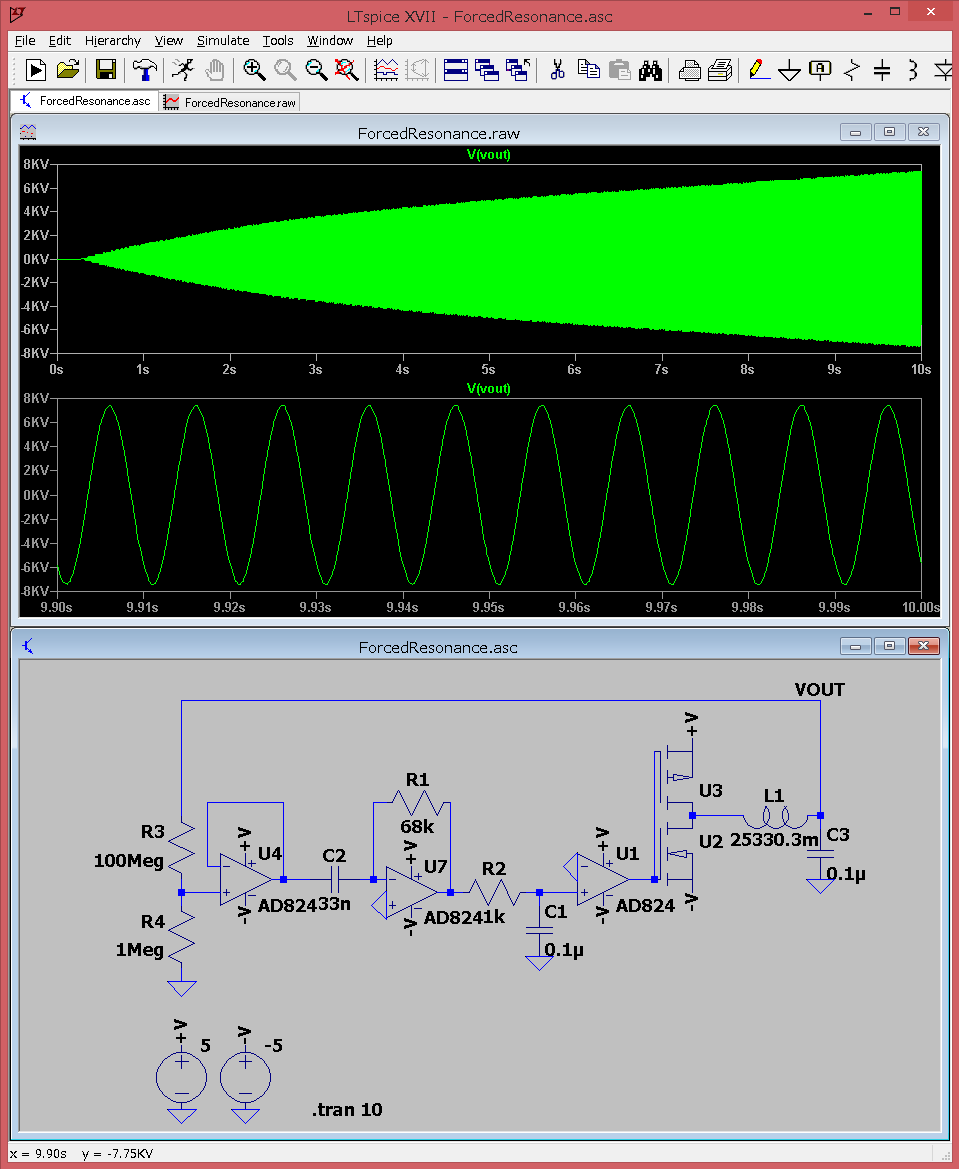 LTspice XVII - ForcedResonance.asc
File Edit Hierarchy View Simulate Tools Window Help
ForcedResonance.asc ForcedResonance.raw
ForcedResonance.raw
V(vout)
8KV
6KV
4KV
2KV
0KV
-2KV
-4KV
-6KV
-8KV
0s 1s 2s 3s 4s 5s 6s 7s 8s 9s 10s
V(vout)
8KV
6KV
4KV
2KV
0KV
-2KV
-4KV
-6KV
-8KV
9.90s 9.91s 9.92s 9.93s 9.94s 9.95s 9.96s 9.97s 9.98s 9.99s 10.00s
ForcedResonance.asc
VOUT
+V
R1
68k
U3
L1
25330.3m
R3
100Meg
+V
U4
C2
33n
+V
U7
R2
1k
+V
U1
U2
C3
0.1µ
-V
AD824
-V
AD824
C1
0.1µ
-V
AD824
-V
R4
1Meg
+V
5
-V
-5
.tran 10
x = 9.90s y = -7.75KV